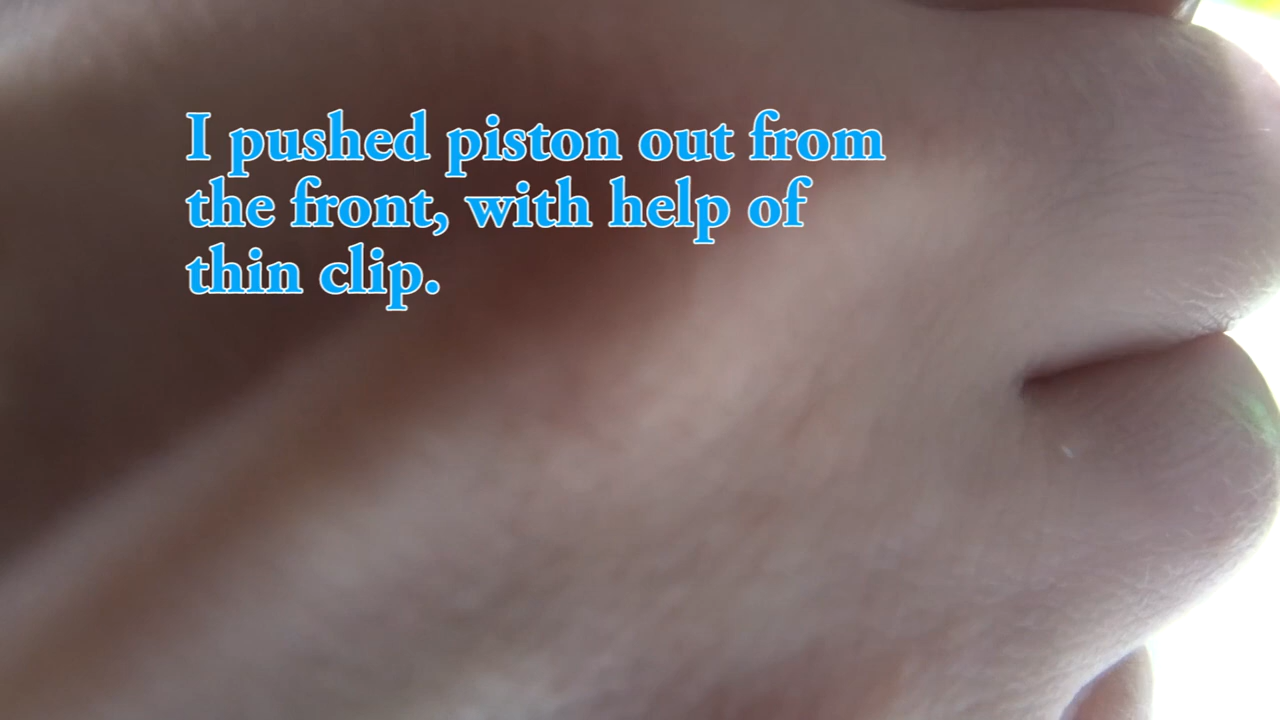 I pushed piston out from
the front, with help of
thin clip.